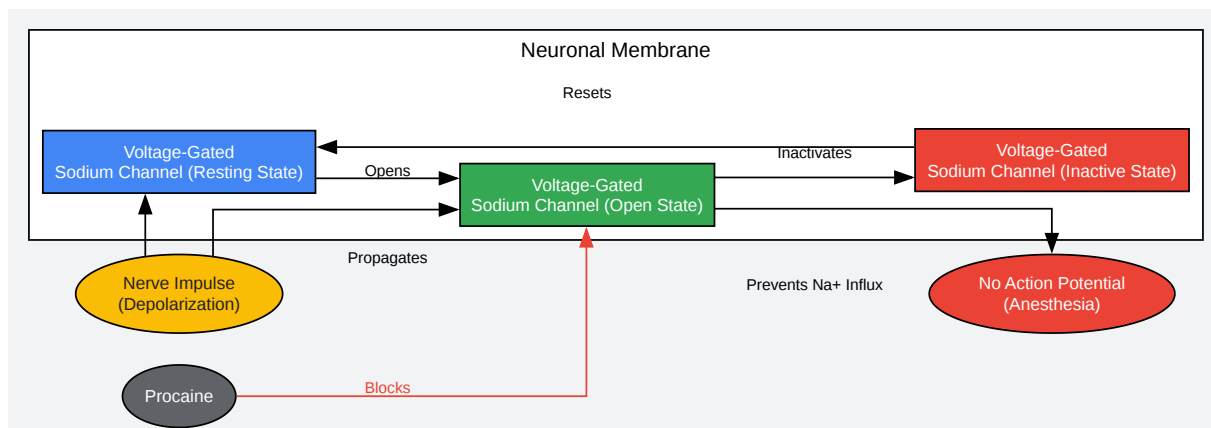 Neuronal Membrane
Resets
Voltage-Gated
Sodium Channel (Resting State)
Opens
Voltage-Gated
Sodium Channel (Open State)
Inactivates
Voltage-Gated
Sodium Channel (Inactive State)
Propagates
Nerve Impulse
(Depolarization)
Prevents Na+ Influx
No Action Potential
(Anesthesia)
Procaine
Blocks